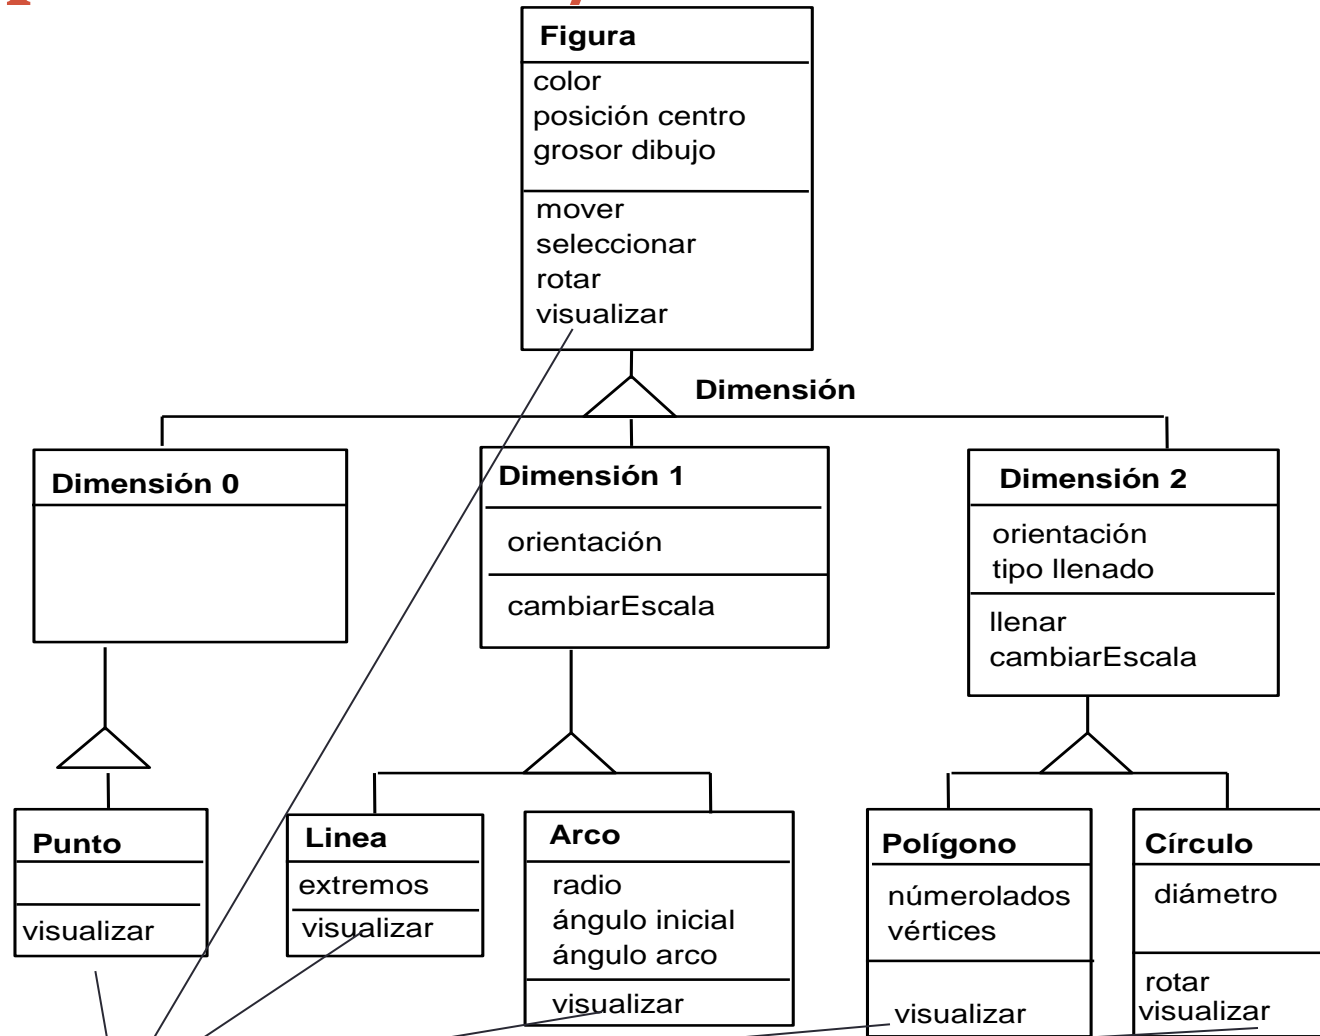 Figura
color
posición centro
grosor dibujo
mover
seleccionar
rotar
visualizar
Dimensión
Dimensión 0
Dimensión 1
orientación
cambiarEscala
Dimensión 2
orientación
tipo llenado
llenar
cambiarEscala
Punto
visualizar
Linea
extremos
visualizar
Arco
radio
ángulo inicial
ángulo arco
visualizar
Polígono
númerolados
vértices
visualizar
Círculo
diámetro
rotar
visualizar